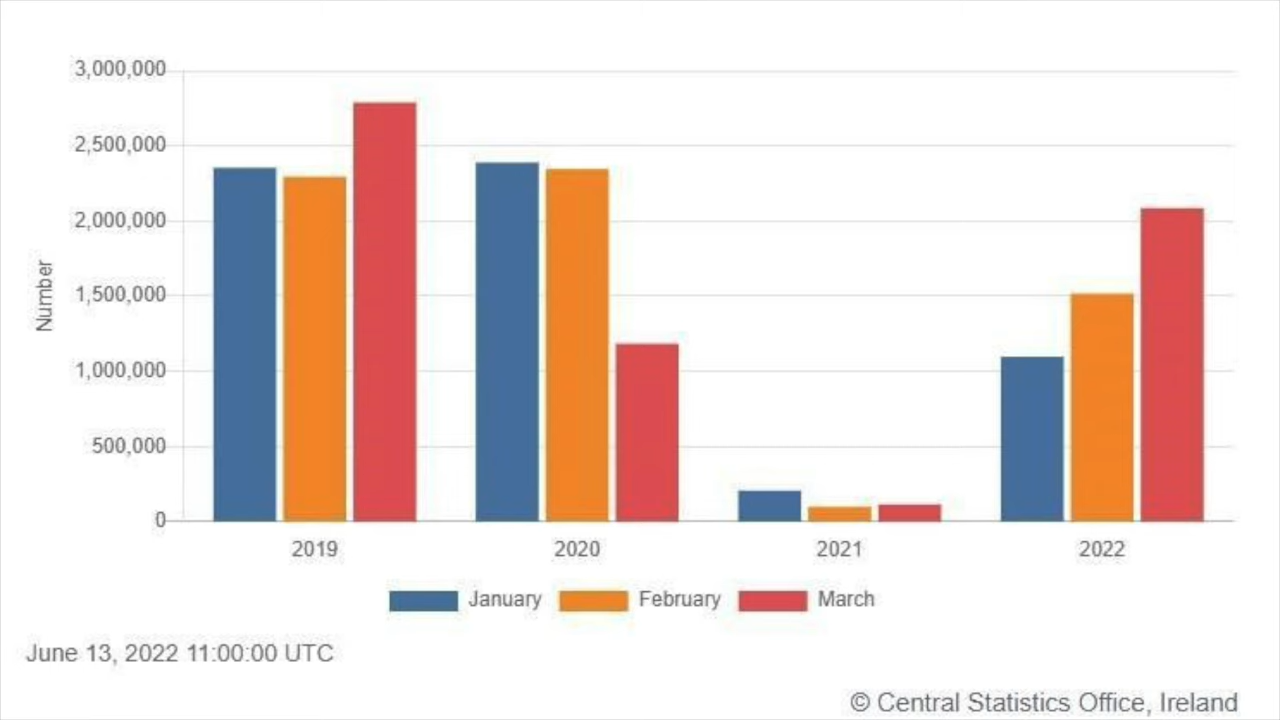 3,000,000
2,500,000
2,000,000
1,500,000
1,000,000
500,000
0
Number
2019 2020 2021 2022
January February March
June 13, 2022 11:00:00 UTC
© Central Statistics Office, Ireland